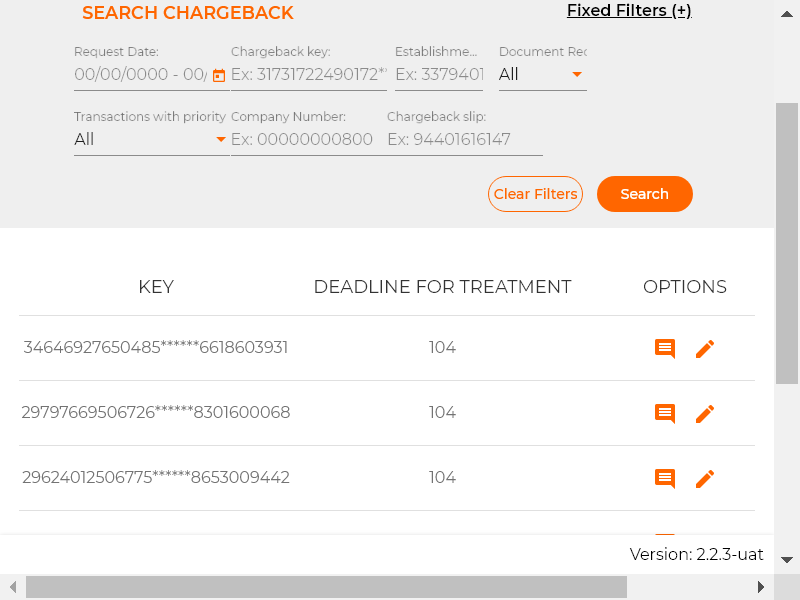 SEARCH CHARGEBACK
Fixed Filters (+)
Request Date: Chargeback key: Establishme... Document Rec
00/00/0000 - 00/ Ex: 31731722490172** Ex: 3379401 All
Transactions with priority Company Number: Chargeback slip:
All Ex: 00000000800 Ex: 94401616147
Clear Filters Search
KEY DEADLINE FOR TREATMENT OPTIONS
34646927650485******6618603931 104
29797669506726******8301600068 104
29624012506775******8653009442 104
Version: 2.2.3-uat